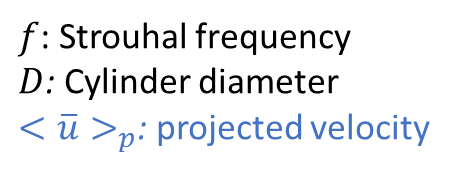 f: Strouhal frequency
D: Cylinder diameter
< ū >p: projected velocity